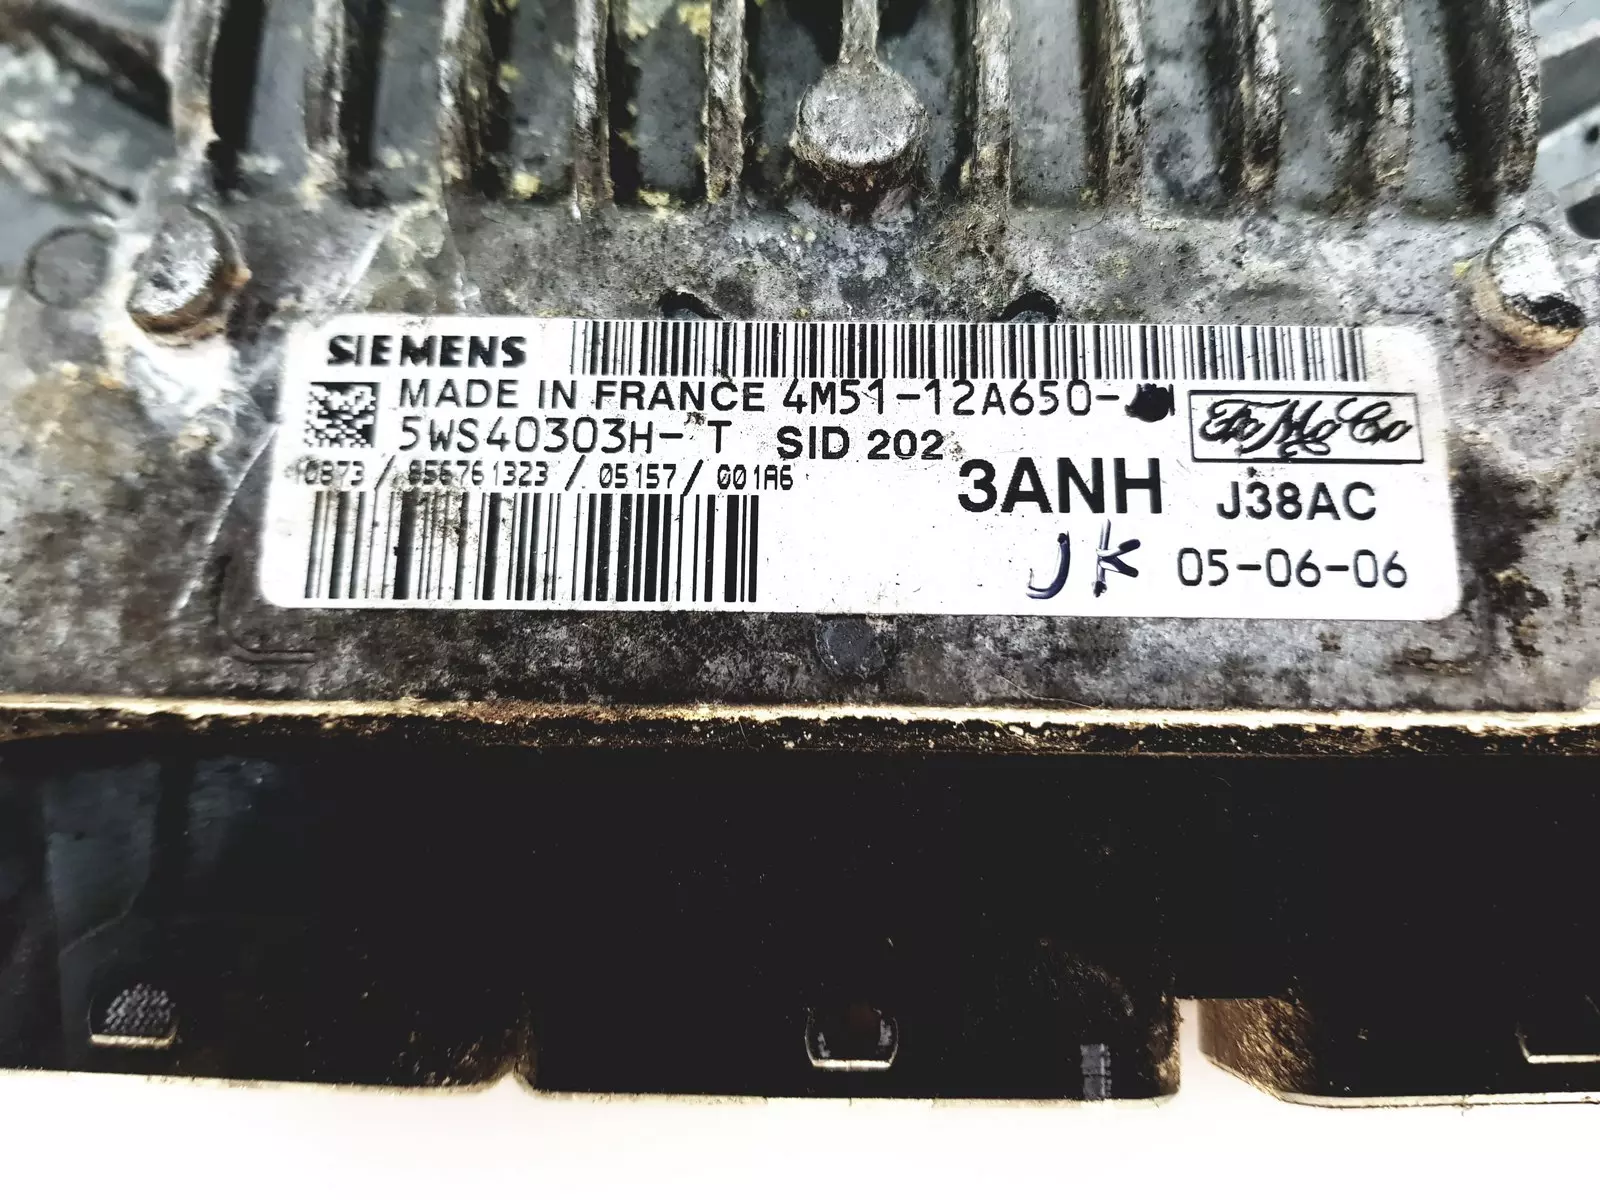 SIEMENS
MADE IN FRANCE 4M51-12A650-
FoMoCo
5WS40303H- T SID 202
10873 / 856761323 / 05157 / 001A6
3ANH J38AC
JK 05-06-06